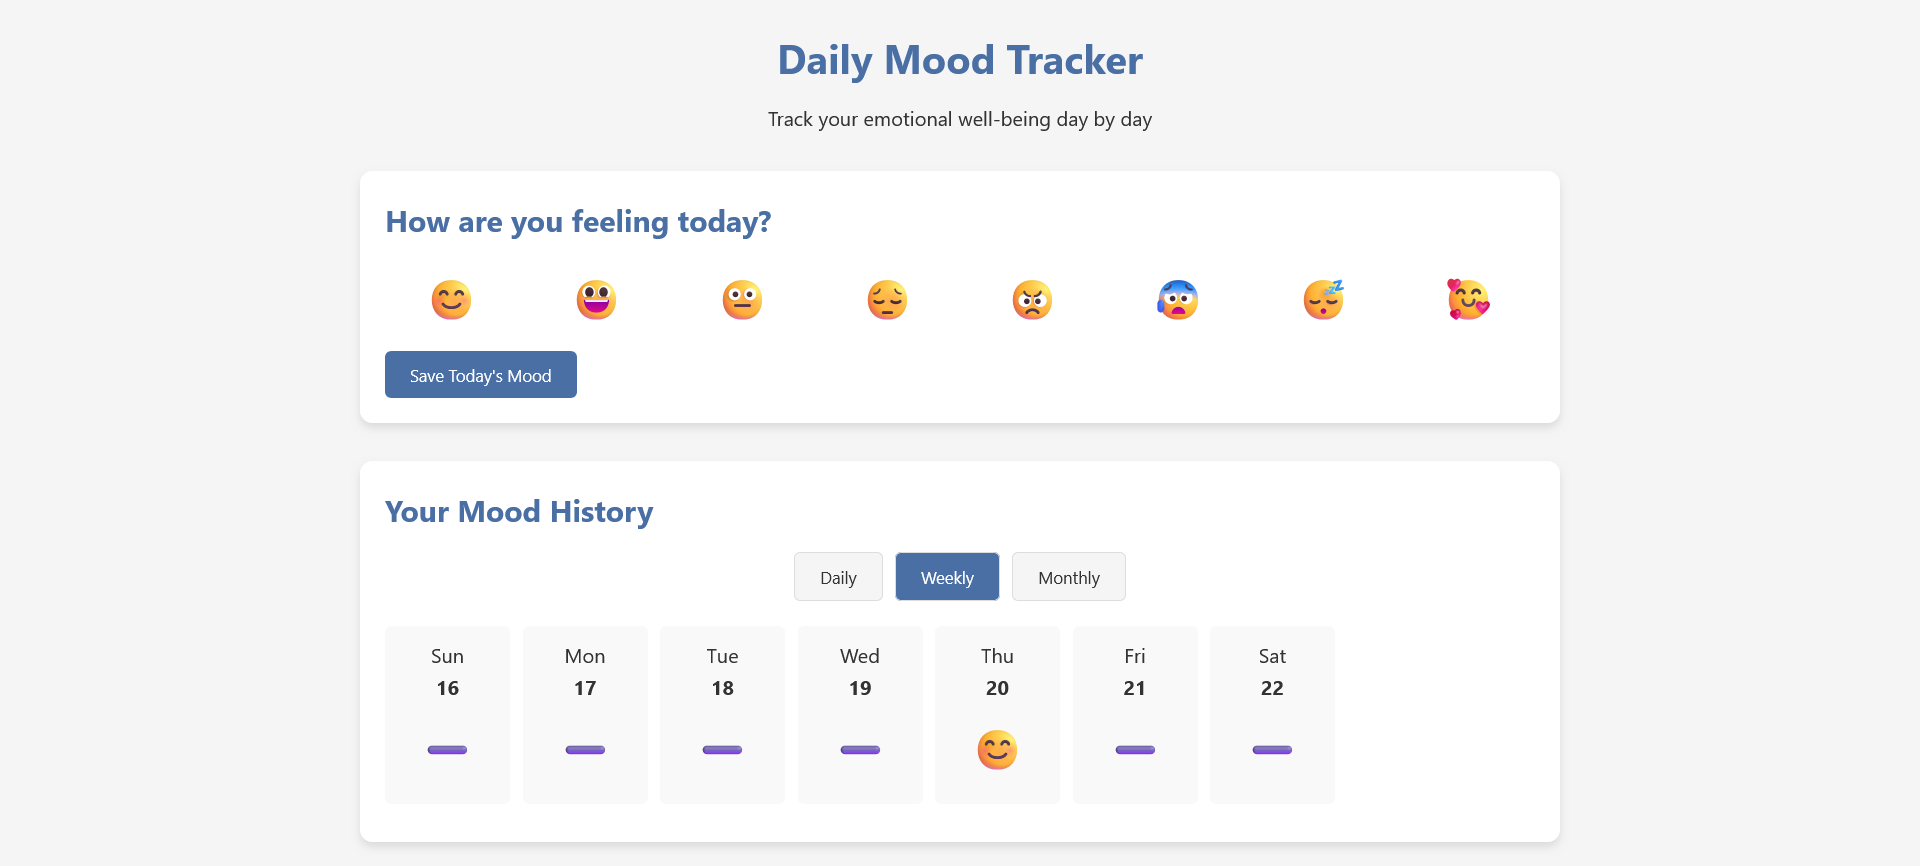 Daily Mood Tracker
Track your emotional well-being day by day
How are you feeling today?
Save Today's Mood
Your Mood History
Daily Weekly Monthly
Sun Mon Tue Wed Thu Fri Sat
16 17 18 19 20 21 22